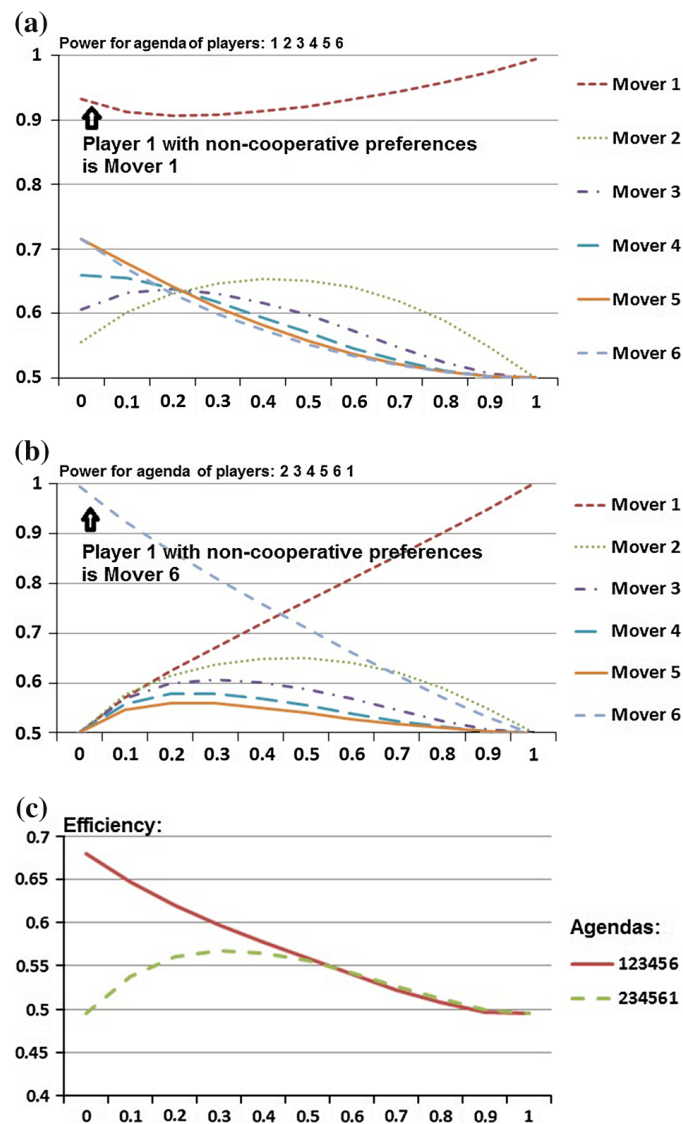 (a)
Power for agenda of players: 1 2 3 4 5 6
1
0.9
0.8
0.7
0.6
0.5
Player 1 with non-cooperative preferences
is Mover 1
0 0.1 0.2 0.3 0.4 0.5 0.6 0.7 0.8 0.9 1
Mover 1
Mover 2
Mover 3
Mover 4
Mover 5
Mover 6
(b)
Power for agenda of players: 2 3 4 5 6 1
1
0.9
0.8
0.7
0.6
0.5
Player 1 with non-cooperative preferences
is Mover 6
0 0.1 0.2 0.3 0.4 0.5 0.6 0.7 0.8 0.9 1
Mover 1
Mover 2
Mover 3
Mover 4
Mover 5
Mover 6
(c)
Efficiency:
0.7
0.65
0.6
0.55
0.5
0.45
0.4
0 0.1 0.2 0.3 0.4 0.5 0.6 0.7 0.8 0.9 1
Agendas:
123456
234561